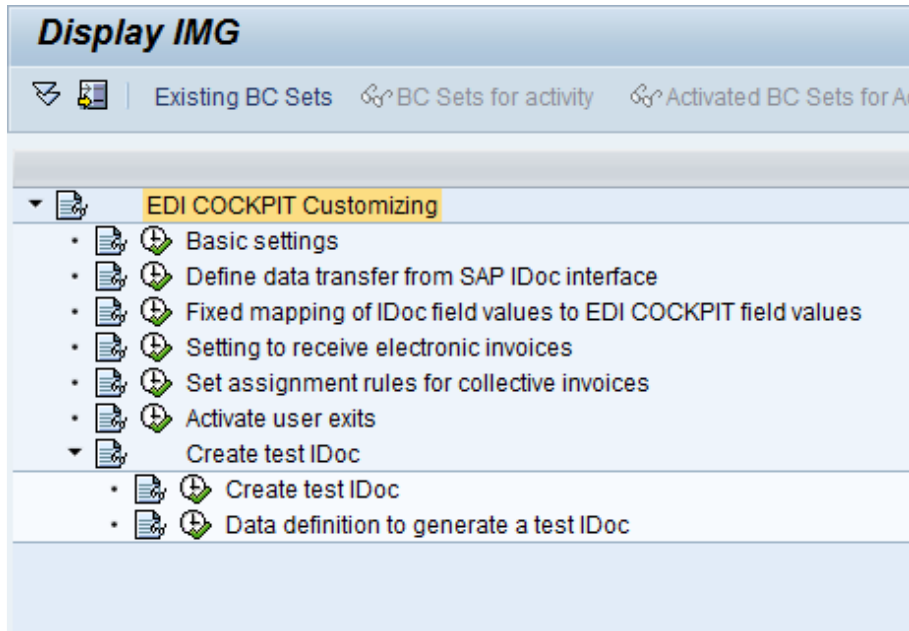 Display IMG
Existing BC Sets BC Sets for activity Activated BC Sets for
EDI COCKPIT Customizing
Basic settings
Define data transfer from SAP IDoc interface
Fixed mapping of IDoc field values to EDI COCKPIT field values
Setting to receive electronic invoices
Set assignment rules for collective invoices
Activate user exits
Create test IDoc
Create test IDoc
Data definition to generate a test IDoc